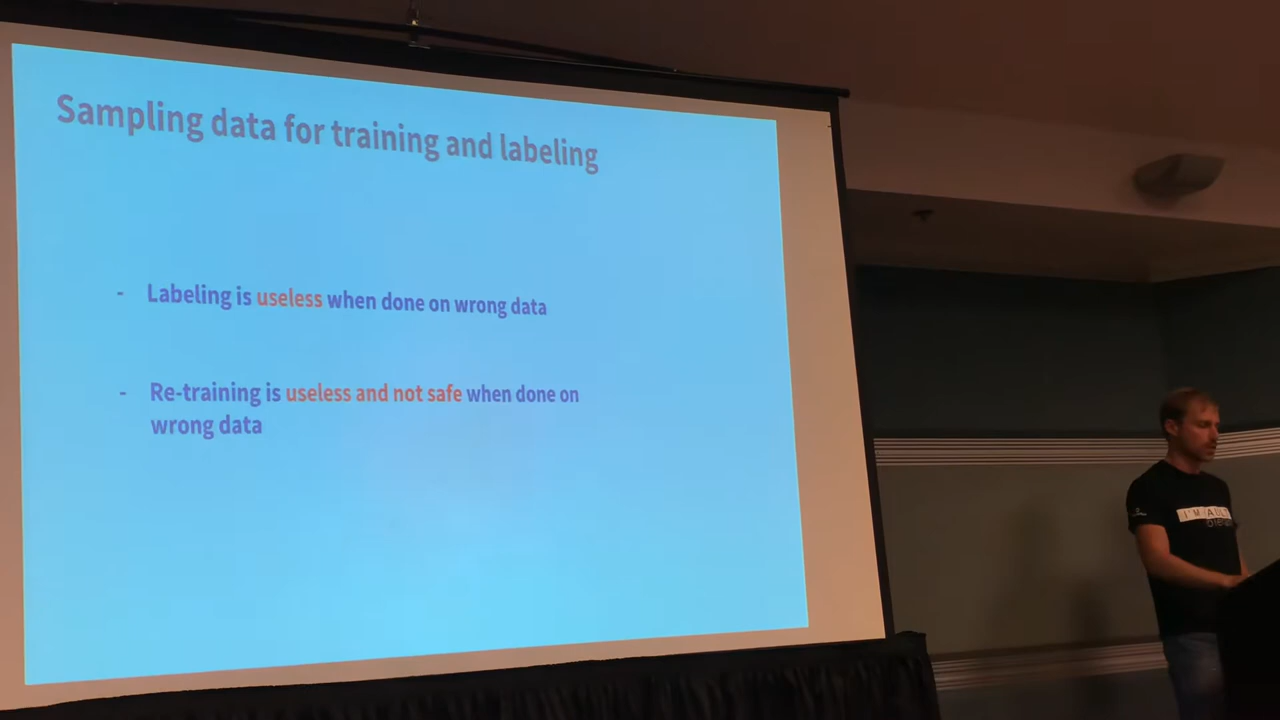 Sampling data for training and labeling
- Labeling is useless when done on wrong data
- Re-training is useless and not safe when done on
wrong data
I M A